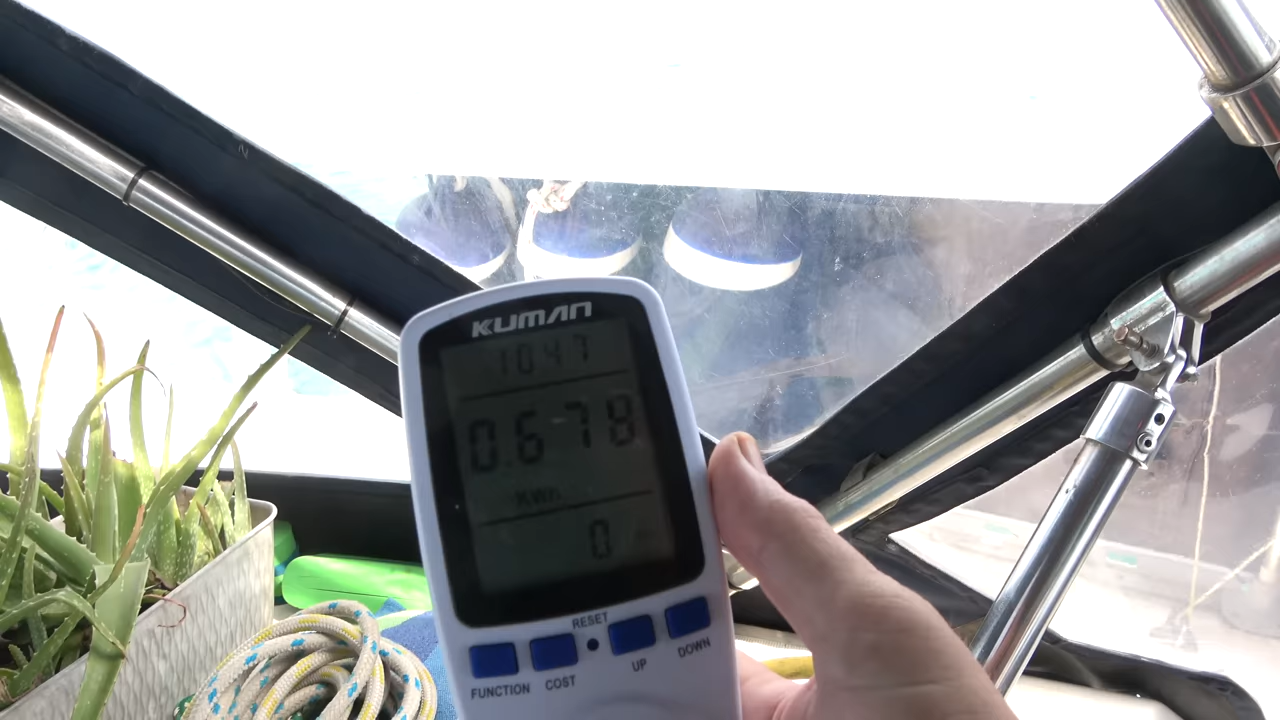 KUMAN
1047
0.678
KWh
0
RESET
FUNCTION COST UP DOWN